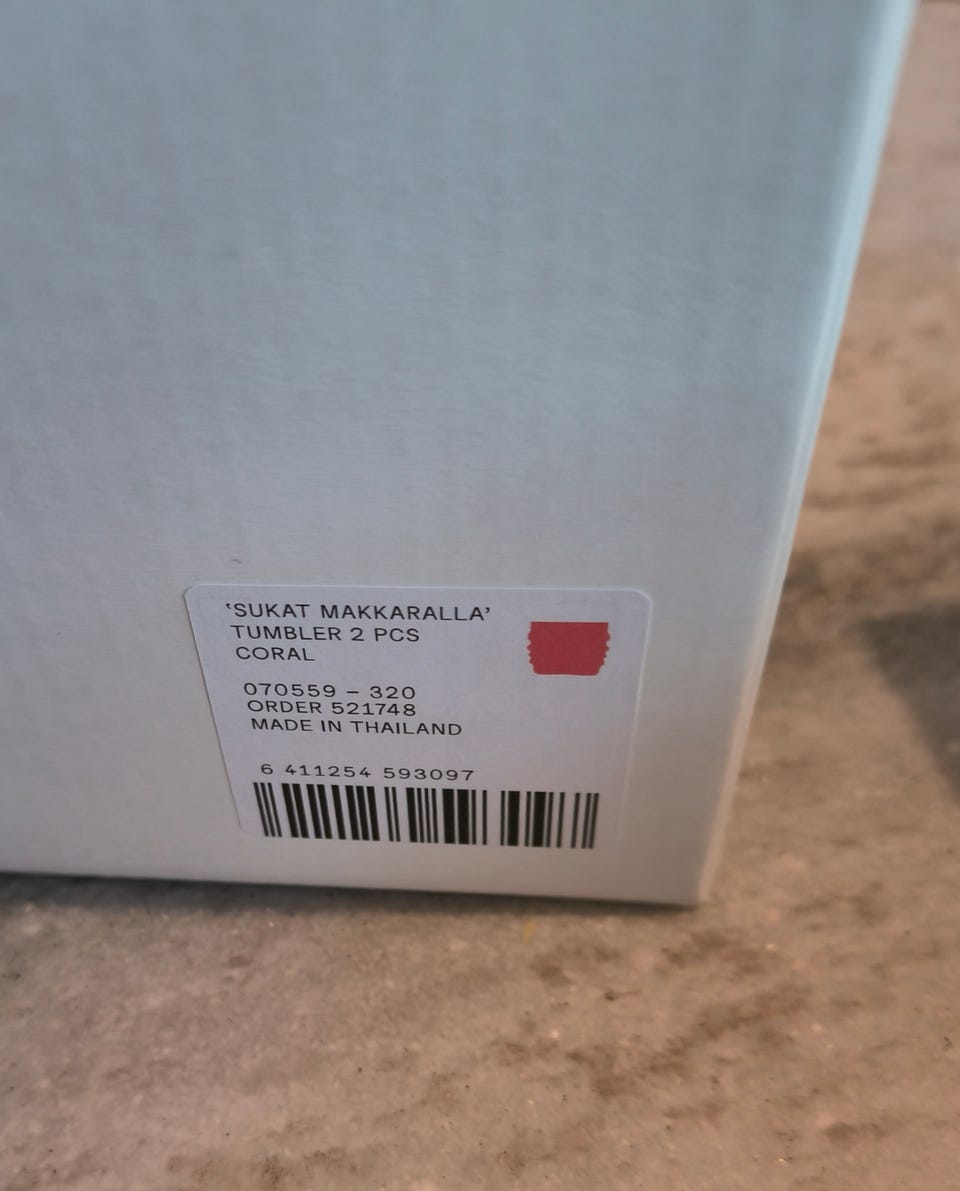 ‘SUKAT MAKKARALLA’
TUMBLER 2 PCS
CORAL
070559 – 320
ORDER 521748
MADE IN THAILAND
6 411254 593097